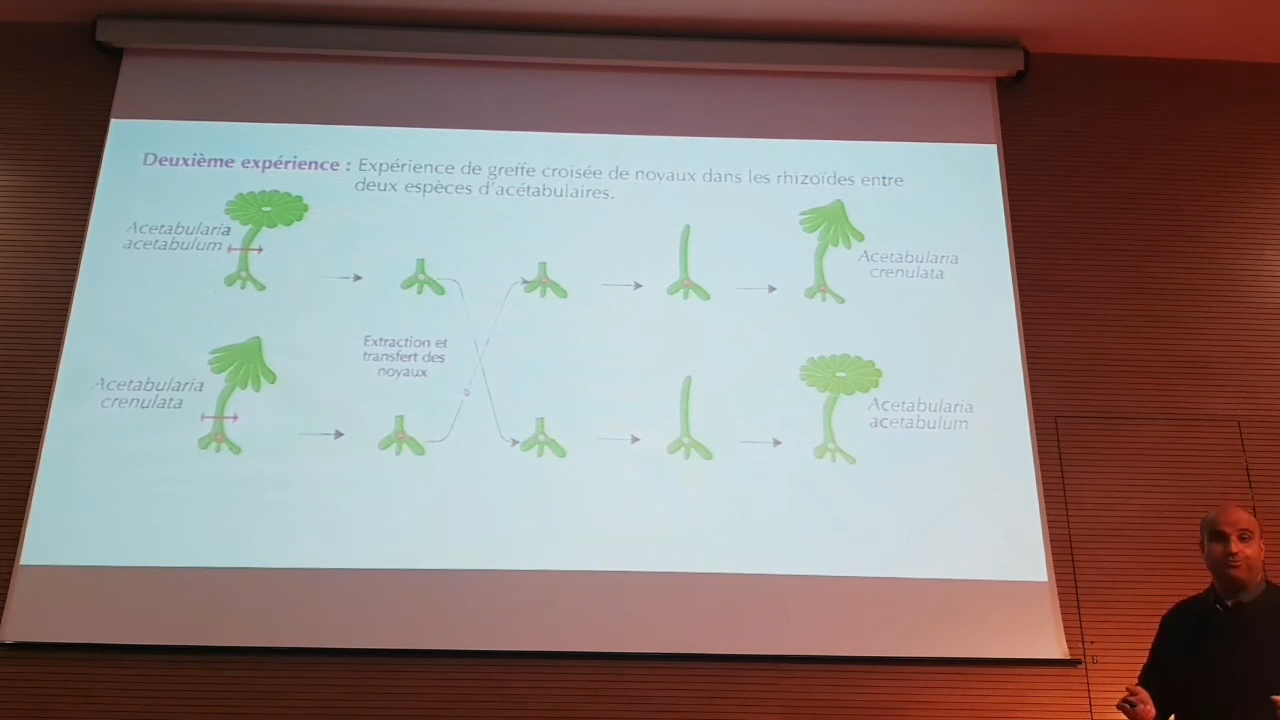 Deuxième expérience : Expérience de greffe croisée de noyaux dans les rhizoïdes entre
deux espèces d'acétabulaires.
Acetabularia
acetabulum
Acetabularia
crenulata
Extraction et
transfert des
noyaux
Acetabularia
crenulata
Acetabularia
acetabulum